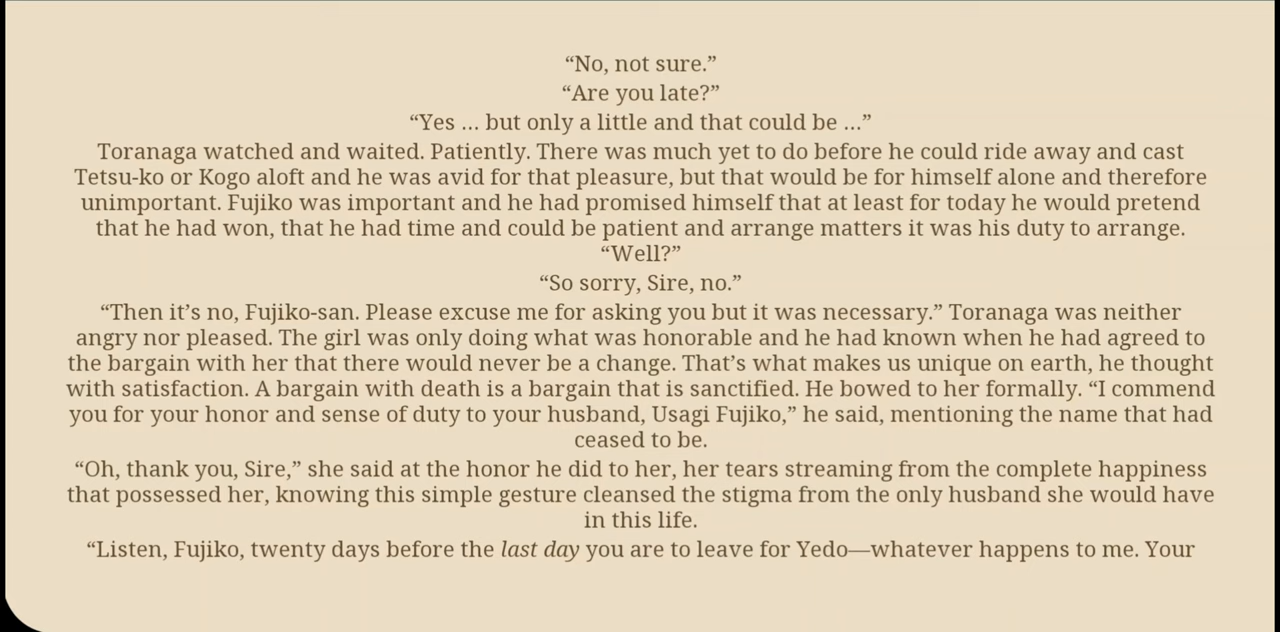 “No, not sure.”
“Are you late?”
“Yes … but only a little and that could be …”
Toranaga watched and waited. Patiently. There was much yet to do before he could ride away and cast
Tetsu-ko or Kogo aloft and he was avid for that pleasure, but that would be for himself alone and therefore
unimportant. Fujiko was important and he had promised himself that at least for today he would pretend
that he had won, that he had time and could be patient and arrange matters it was his duty to arrange.
“Well?”
“So sorry, Sire, no.”
“Then it’s no, Fujiko-san. Please excuse me for asking you but it was necessary.” Toranaga was neither
angry nor pleased. The girl was only doing what was honorable and he had known when he had agreed to
the bargain with her that there would never be a change. That’s what makes us unique on earth, he thought
with satisfaction. A bargain with death is a bargain that is sanctified. He bowed to her formally. “I commend
you for your honor and sense of duty to your husband, Usagi Fujiko,” he said, mentioning the name that had
ceased to be.
“Oh, thank you, Sire,” she said at the honor he did to her, her tears streaming from the complete happiness
that possessed her, knowing this simple gesture cleansed the stigma from the only husband she would have
in this life.
“Listen, Fujiko, twenty days before the last day you are to leave for Yedo—whatever happens to me. Your